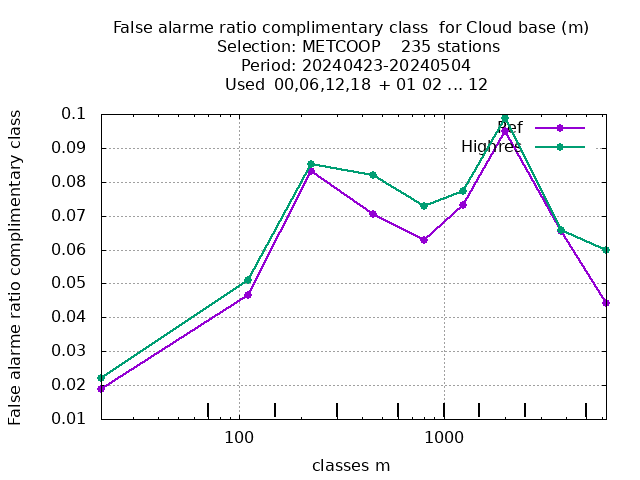 False alarme ratio complimentary class for Cloud base (m)
Selection: METCOOP 235 stations
Period: 20240423-20240504
Used 00,06,12,18 + 01 02 ... 12
False alarme ratio complimentary class
0.1
0.09
0.08
0.07
0.06
0.05
0.04
0.03
0.02
0.01
Ref
Highres
100 1000
classes m